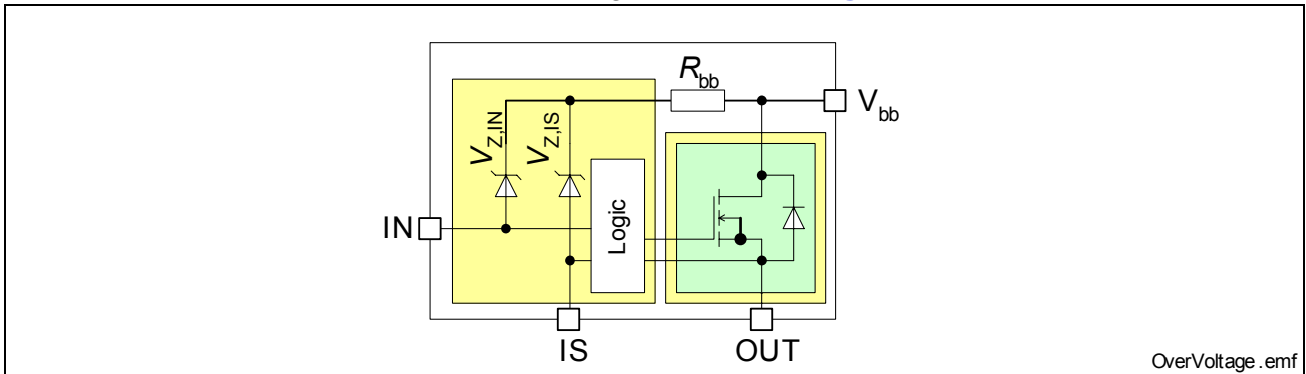 Rbb
Vbb
VZ,IN
VZ,IS
IN
Logic
IS
OUT
OverVoltage.emf